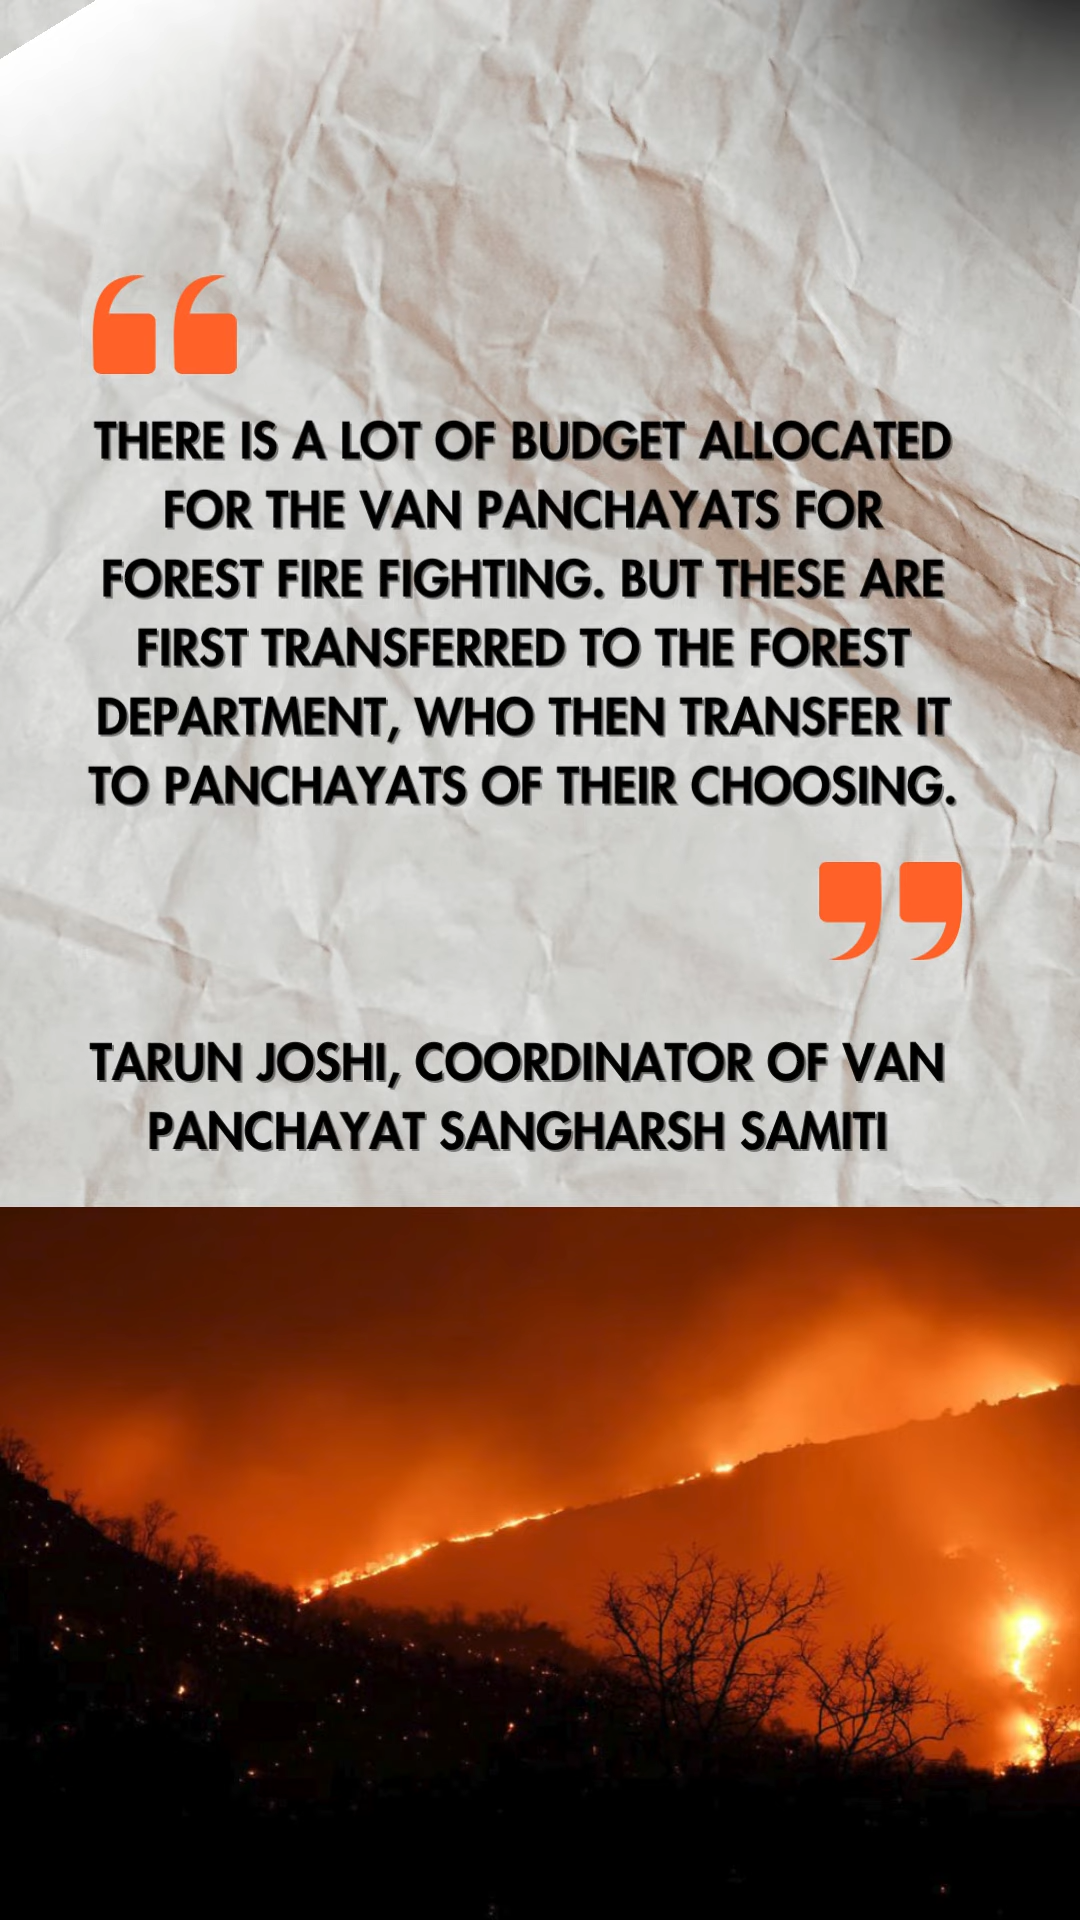 “
THERE IS A LOT OF BUDGET ALLOCATED
FOR THE VAN PANCHAYATS FOR
FOREST FIRE FIGHTING. BUT THESE ARE
FIRST TRANSFERRED TO THE FOREST
DEPARTMENT, WHO THEN TRANSFER IT
TO PANCHAYATS OF THEIR CHOOSING.
”
TARUN JOSHI, COORDINATOR OF VAN
PANCHAYAT SANGHARSH SAMITI